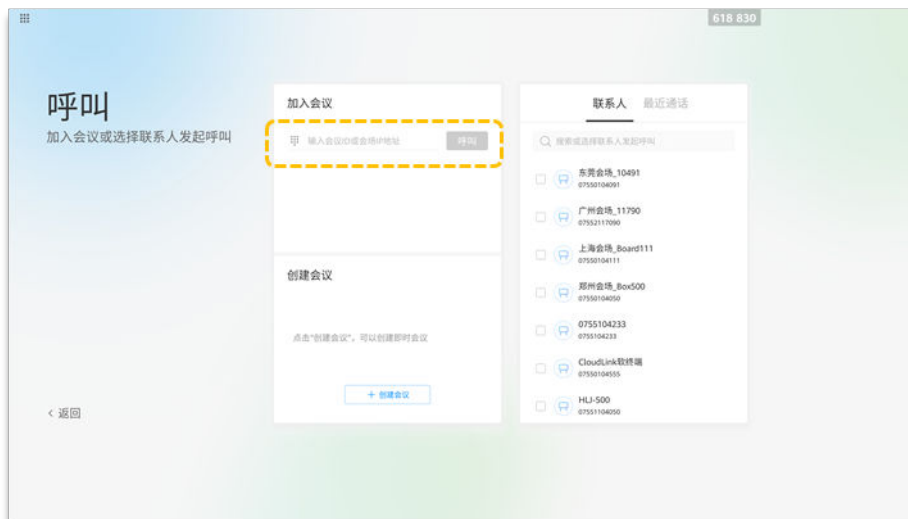 618 830
呼叫
加入会议或选择联系人发起呼叫
加入会议
输入会议ID或会场IP地址
呼叫
创建会议
点击"创建会议"，可以创建即时会议
+ 创建会议
< 返回
联系人 最近通话
搜索或选择联系人发起呼叫
东莞会场_10491
07550104091
广州会场_11790
07552117090
上海会场_Board111
07550104111
郑州会场_Box500
07550104050
0755104233
0755104233
CloudLink软终端
07550104555
HLJ-500
07551104050